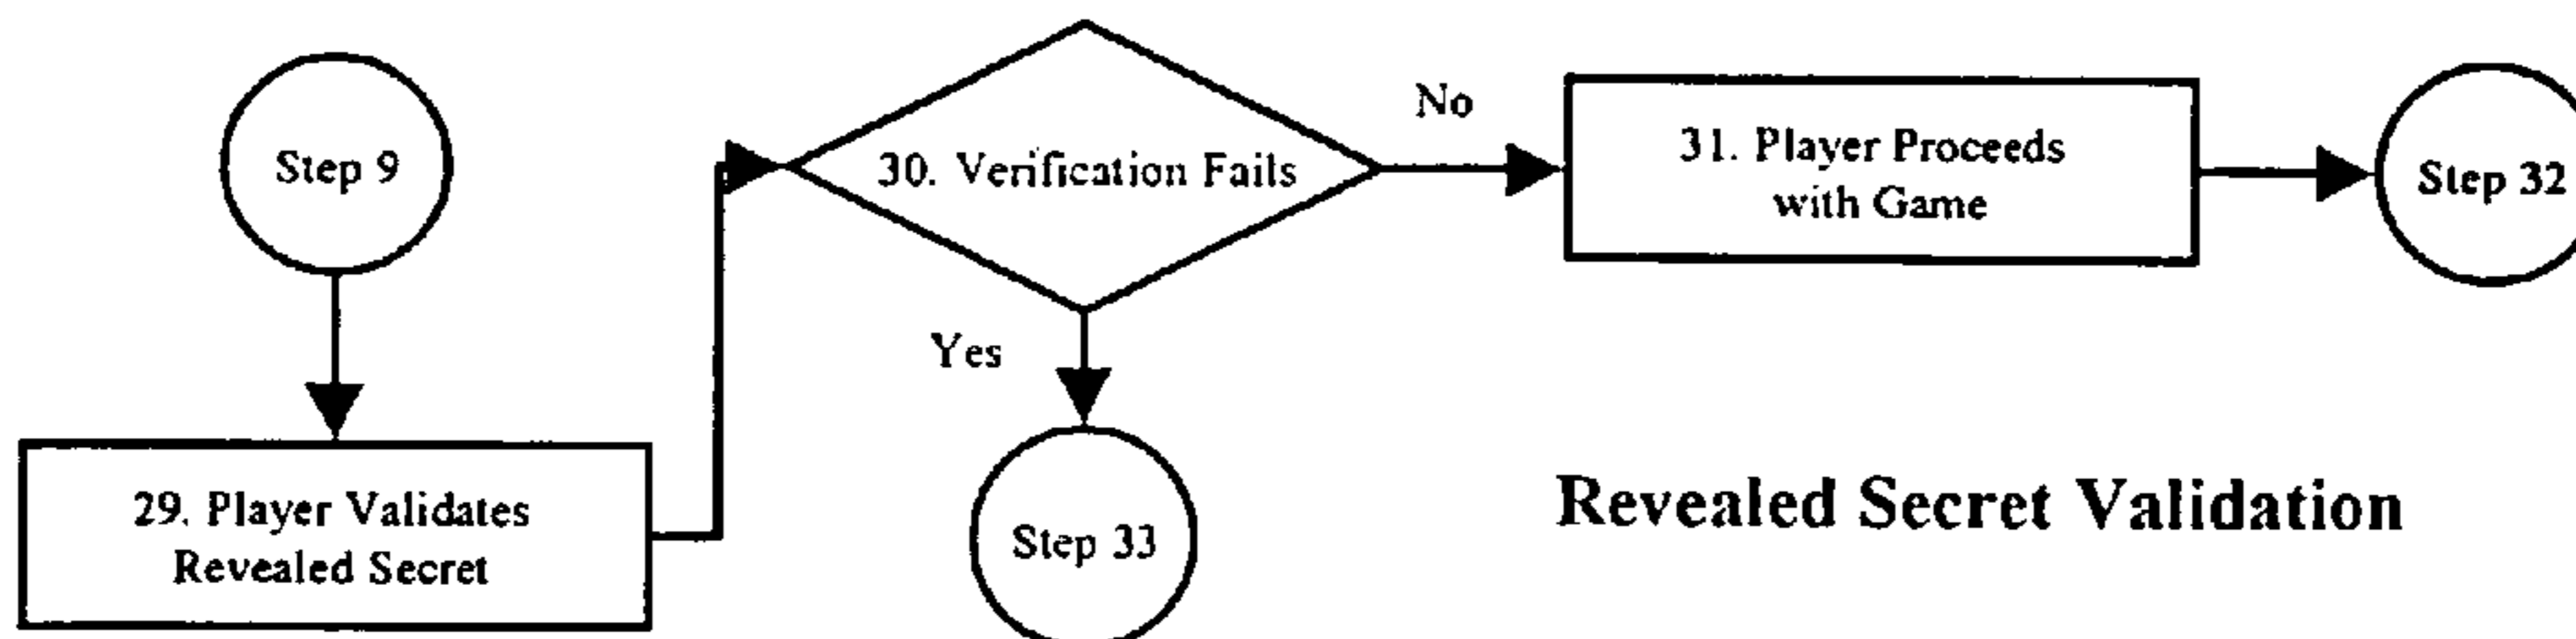 Step 9
29. Player Validates
Revealed Secret
30. Verification Fails
No
Yes
31. Player Proceeds
with Game
Step 32
Step 33
Revealed Secret Validation